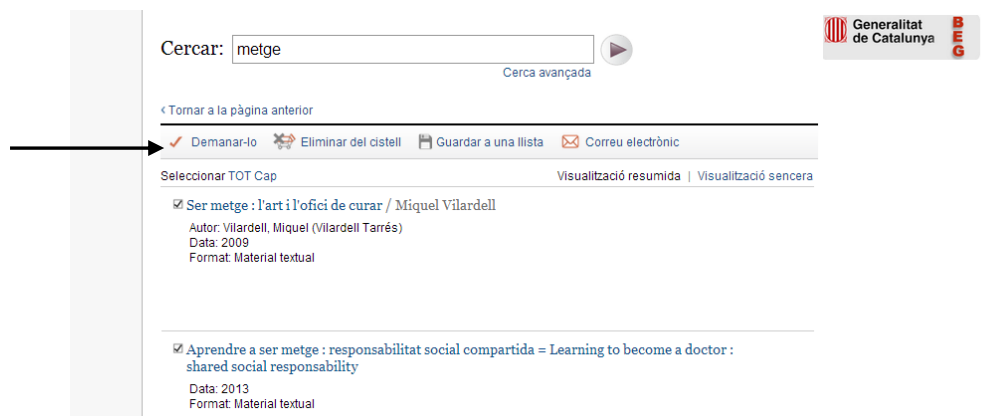 Cercar: metge
Cerca avançada
Generalitat
de Catalunya
BEG
‹ Tornar a la pàgina anterior
Demanar-lo Eliminar del cistell Guardar a una llista Correu electrònic
Seleccionar TOT Cap Visualització resumida | Visualització sencera
Ser metge : l'art i l'ofici de curar / Miquel Vilardell
Autor: Vilardell, Miquel (Vilardell Tarrés)
Data: 2009
Format: Material textual
Aprendre a ser metge : responsabilitat social compartida = Learning to become a doctor :
shared social responsability
Data: 2013
Format: Material textual